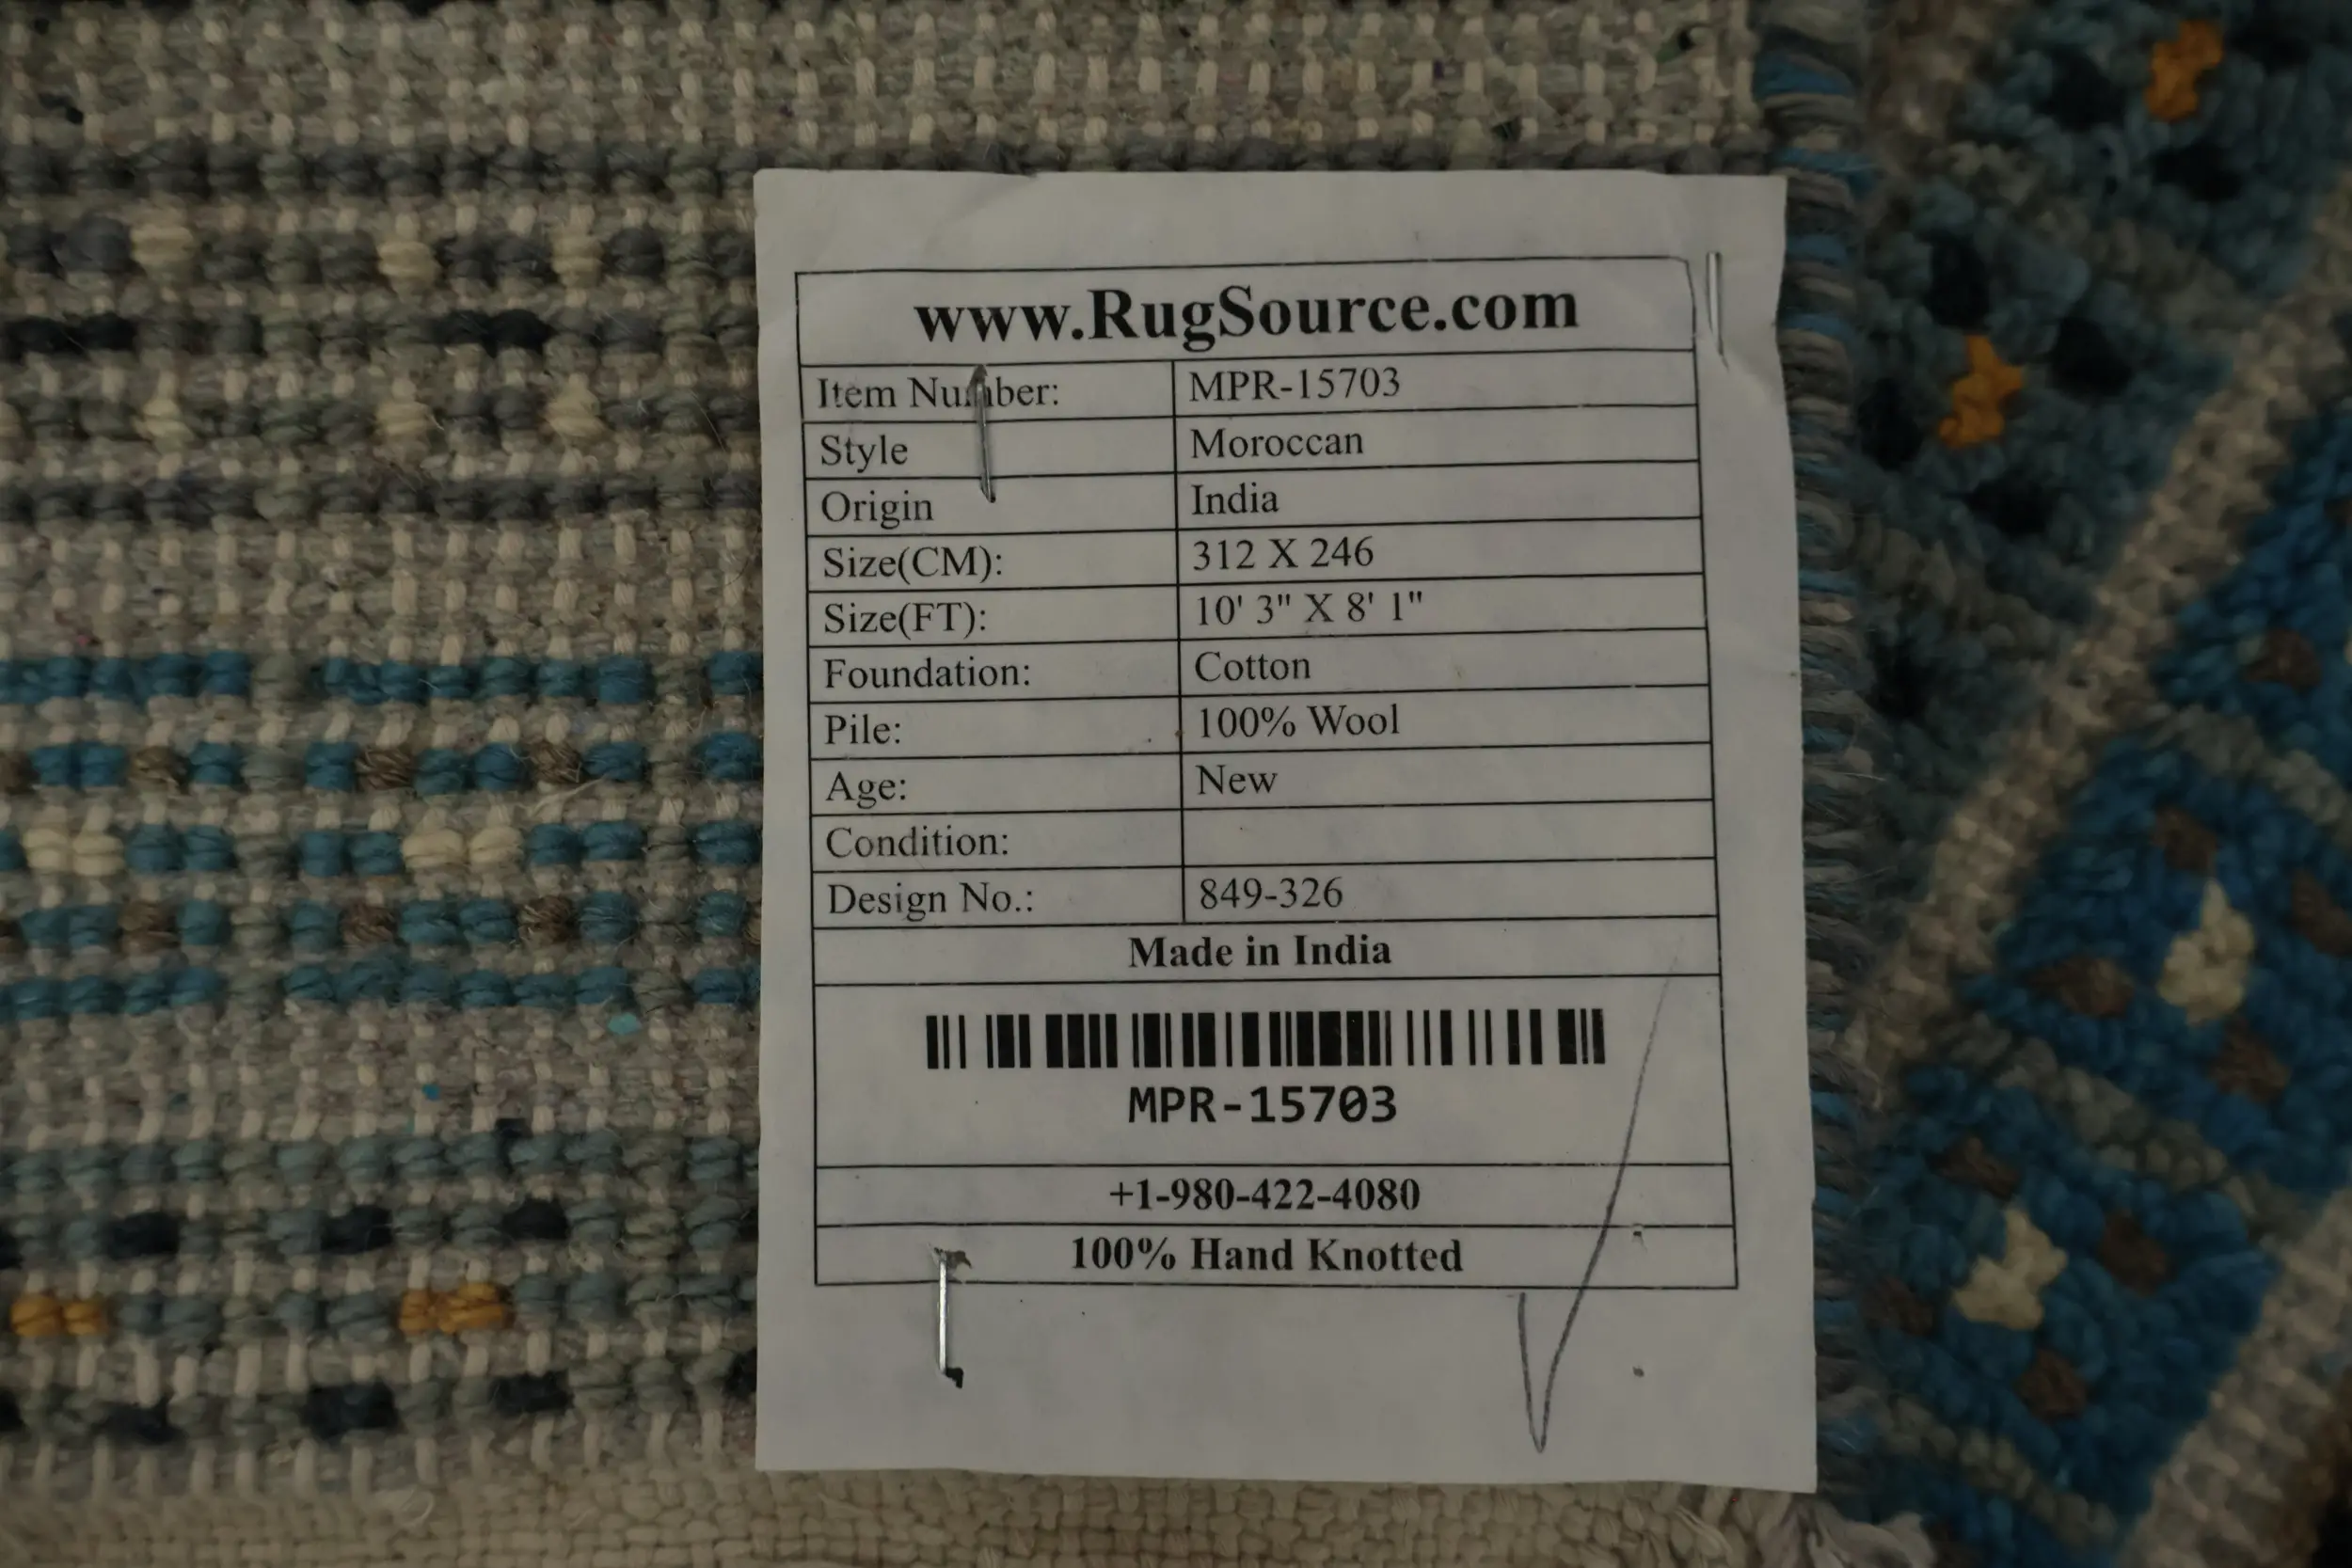 www.RugSource.com
Item Number: MPR-15703
Style Moroccan
Origin India
Size(CM): 312 X 246
Size(FT): 10' 3" X 8' 1"
Foundation: Cotton
Pile: 100% Wool
Age: New
Condition:
Design No.: 849-326
Made in India
MPR-15703
+1-980-422-4080
100% Hand Knotted